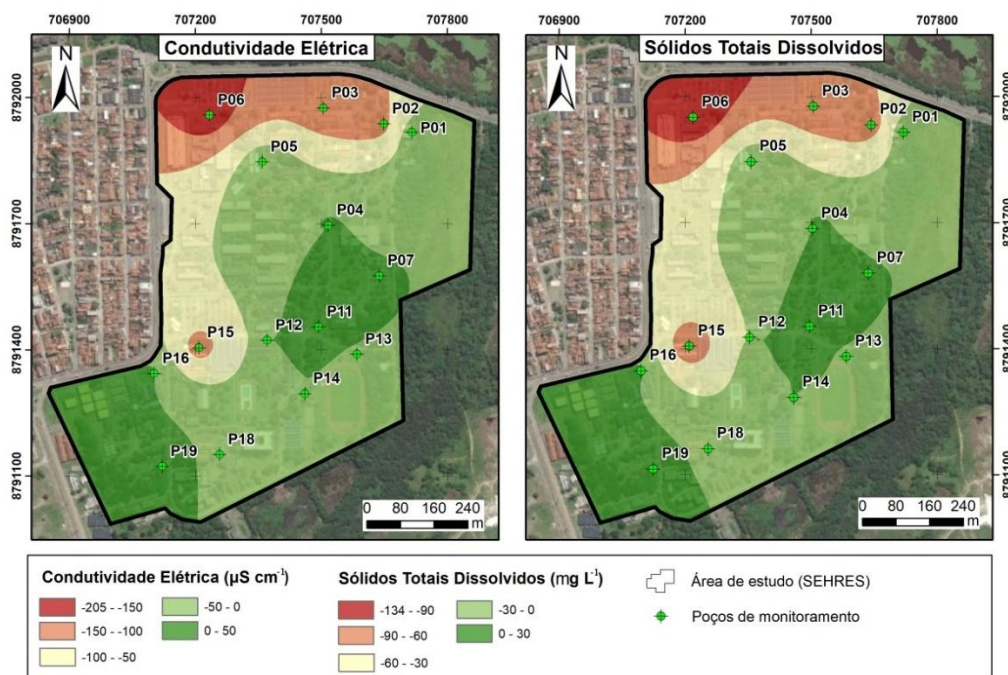 706900 707200 707500 707800
706900 707200 707500 707800
Condutividade Elétrica
Sólidos Totais Dissolvidos
N
N
8792000
8791700
8791400
8791100
8792000
8791700
8791400
8791100
P06
P03
P02
P01
P05
P04
P07
P11
P12
P13
P15
P16
P14
P18
P19
0 80 160 240
m
P06
P03
P02
P01
P05
P04
P07
P11
P12
P13
P15
P16
P14
P18
P19
0 80 160 240
m
Condutividade Elétrica (µS cm⁻¹)
-205 - -150
-150 - -100
-100 - -50
-50 - 0
0 - 50
Sólidos Totais Dissolvidos (mg L⁻¹)
-134 - -90
-90 - -60
-60 - -30
-30 - 0
0 - 30
Área de estudo (SEHRES)
Poços de monitoramento